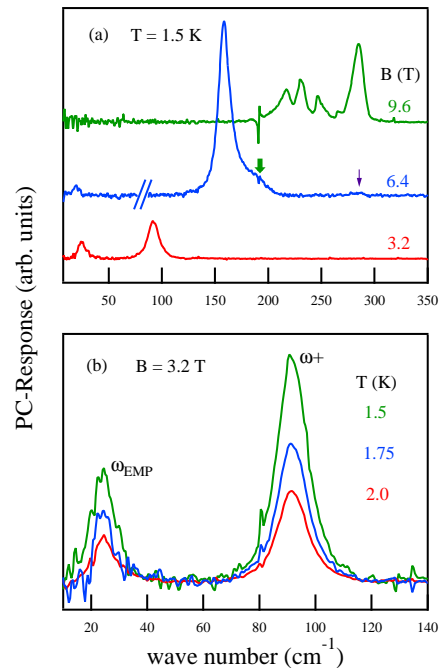 (a) T = 1.5 K
B (T)
9.6
6.4
3.2
50 100 150 200 250 300 350
PC-Response (arb. units)
(b) B = 3.2 T
ω+
T (K)
1.5
ωEMP
1.75
2.0
20 40 60 80 100 120 140
wave number (cm-1)